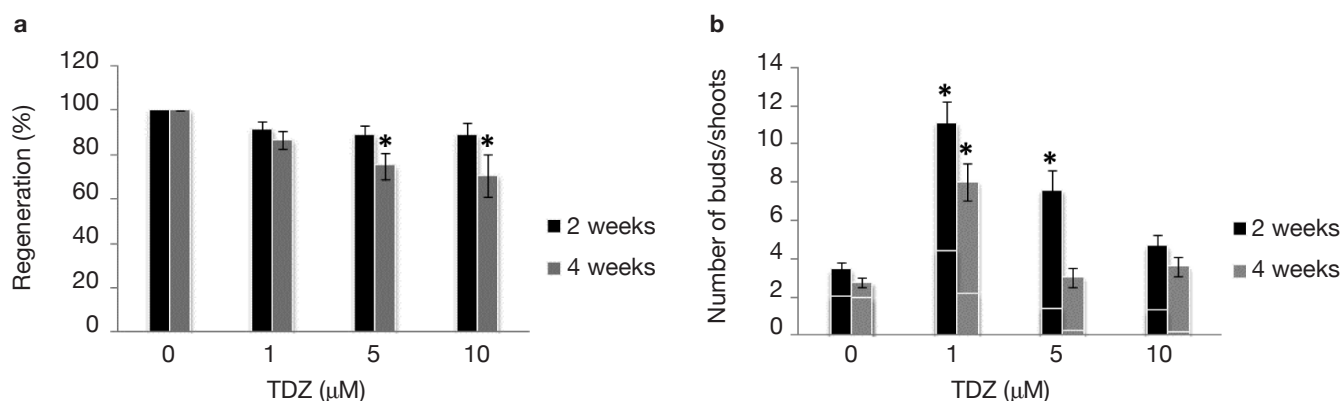 a
120
100
80
60
40
20
0
Regeneration (%)
*
*
0 1 5 10
TDZ (μM)
2 weeks
4 weeks
b
14
12
10
8
6
4
2
0
Number of buds/shoots
*
*
*
0 1 5 10
TDZ (μM)
2 weeks
4 weeks